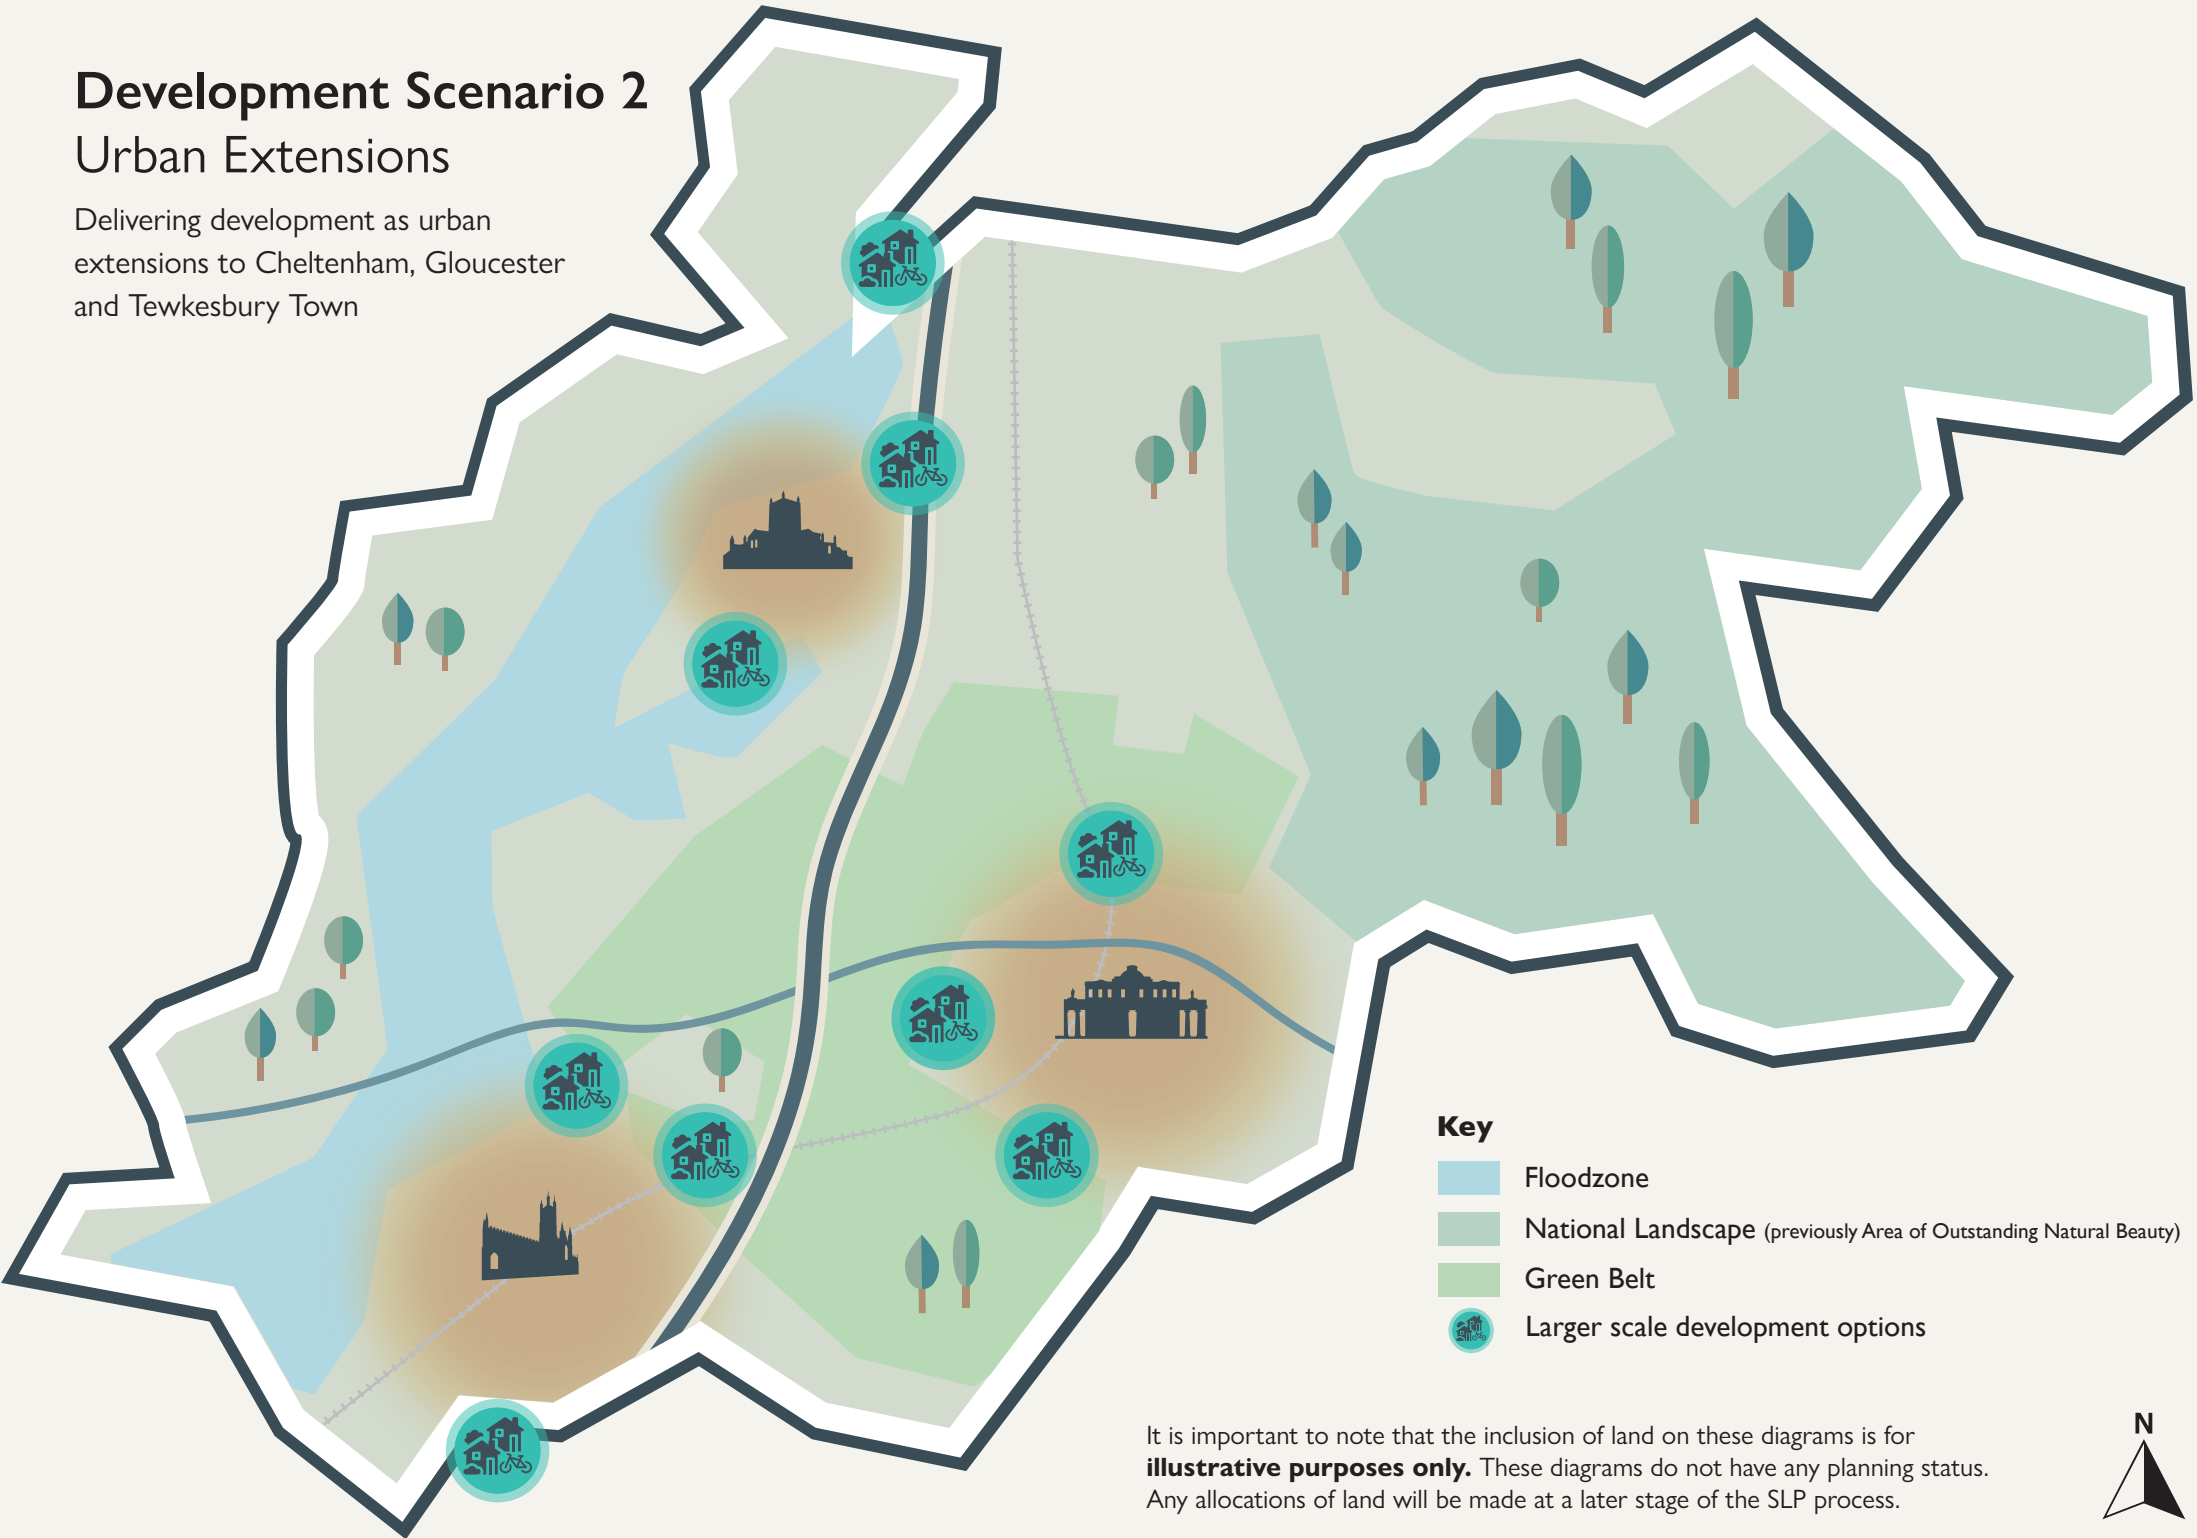 Development Scenario 2
Urban Extensions
Delivering development as urban
extensions to Cheltenham, Gloucester
and Tewkesbury Town
Key
Floodzone
National Landscape (previously Area of Outstanding Natural Beauty)
Green Belt
Larger scale development options
It is important to note that the inclusion of land on these diagrams is for
illustrative purposes only. These diagrams do not have any planning status.
Any allocations of land will be made at a later stage of the SLP process.
N